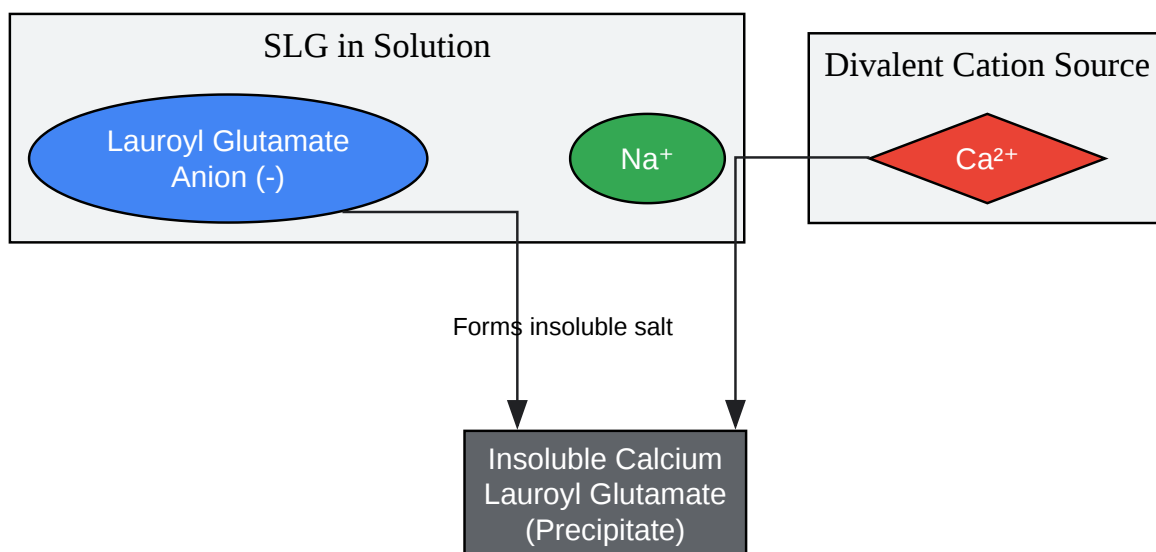 SLG in Solution
Divalent Cation Source
Lauroyl Glutamate
Anion (-)
Na⁺
Ca²⁺
Forms insoluble salt
Insoluble Calcium
Lauroyl Glutamate
(Precipitate)